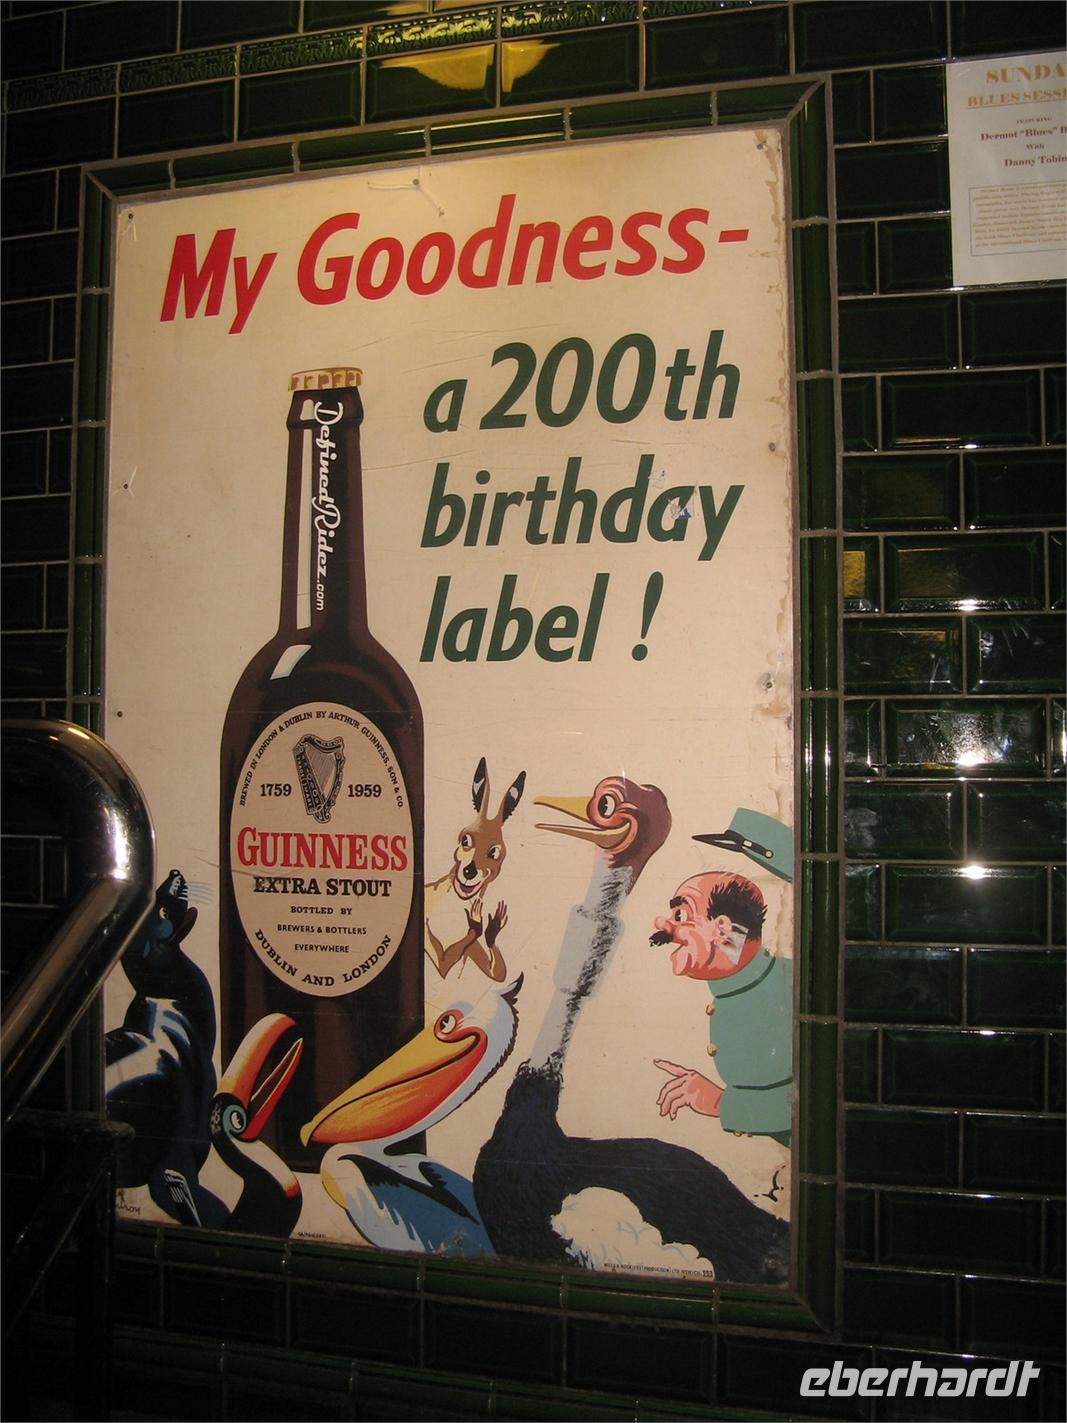 My Goodness-
a 200th
birthday
label!
DefinedRidez.com
BREWED IN LONDON & DUBLIN BY ARTHUR GUINNESS, SON & CO.
1759 1959
GUINNESS
EXTRA STOUT
BOTTLED BY
BREWERS & BOTTLERS
EVERYWHERE
DUBLIN AND LONDON
SUNDA
BLUES SESS
FEATURING
Dermot "Blues" B
With
Danny Tobin
eberhardt